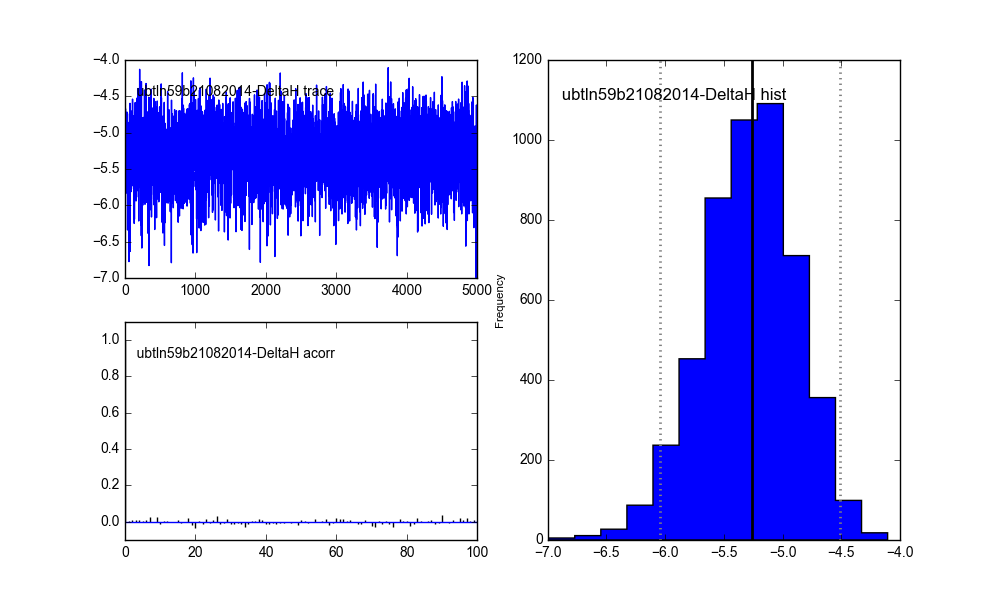 −4.0
−4.5
−5.0
−5.5
−6.0
−6.5
−7.0
ubtln59b21082014-DeltaH trace
0 1000 2000 3000 4000 5000
1.0
0.8
0.6
0.4
0.2
0.0
ubtln59b21082014-DeltaH acorr
0 20 40 60 80 100
Frequency
1200
1000
800
600
400
200
0
ubtln59b21082014-DeltaH hist
−7.0 −6.5 −6.0 −5.5 −5.0 −4.5 −4.0